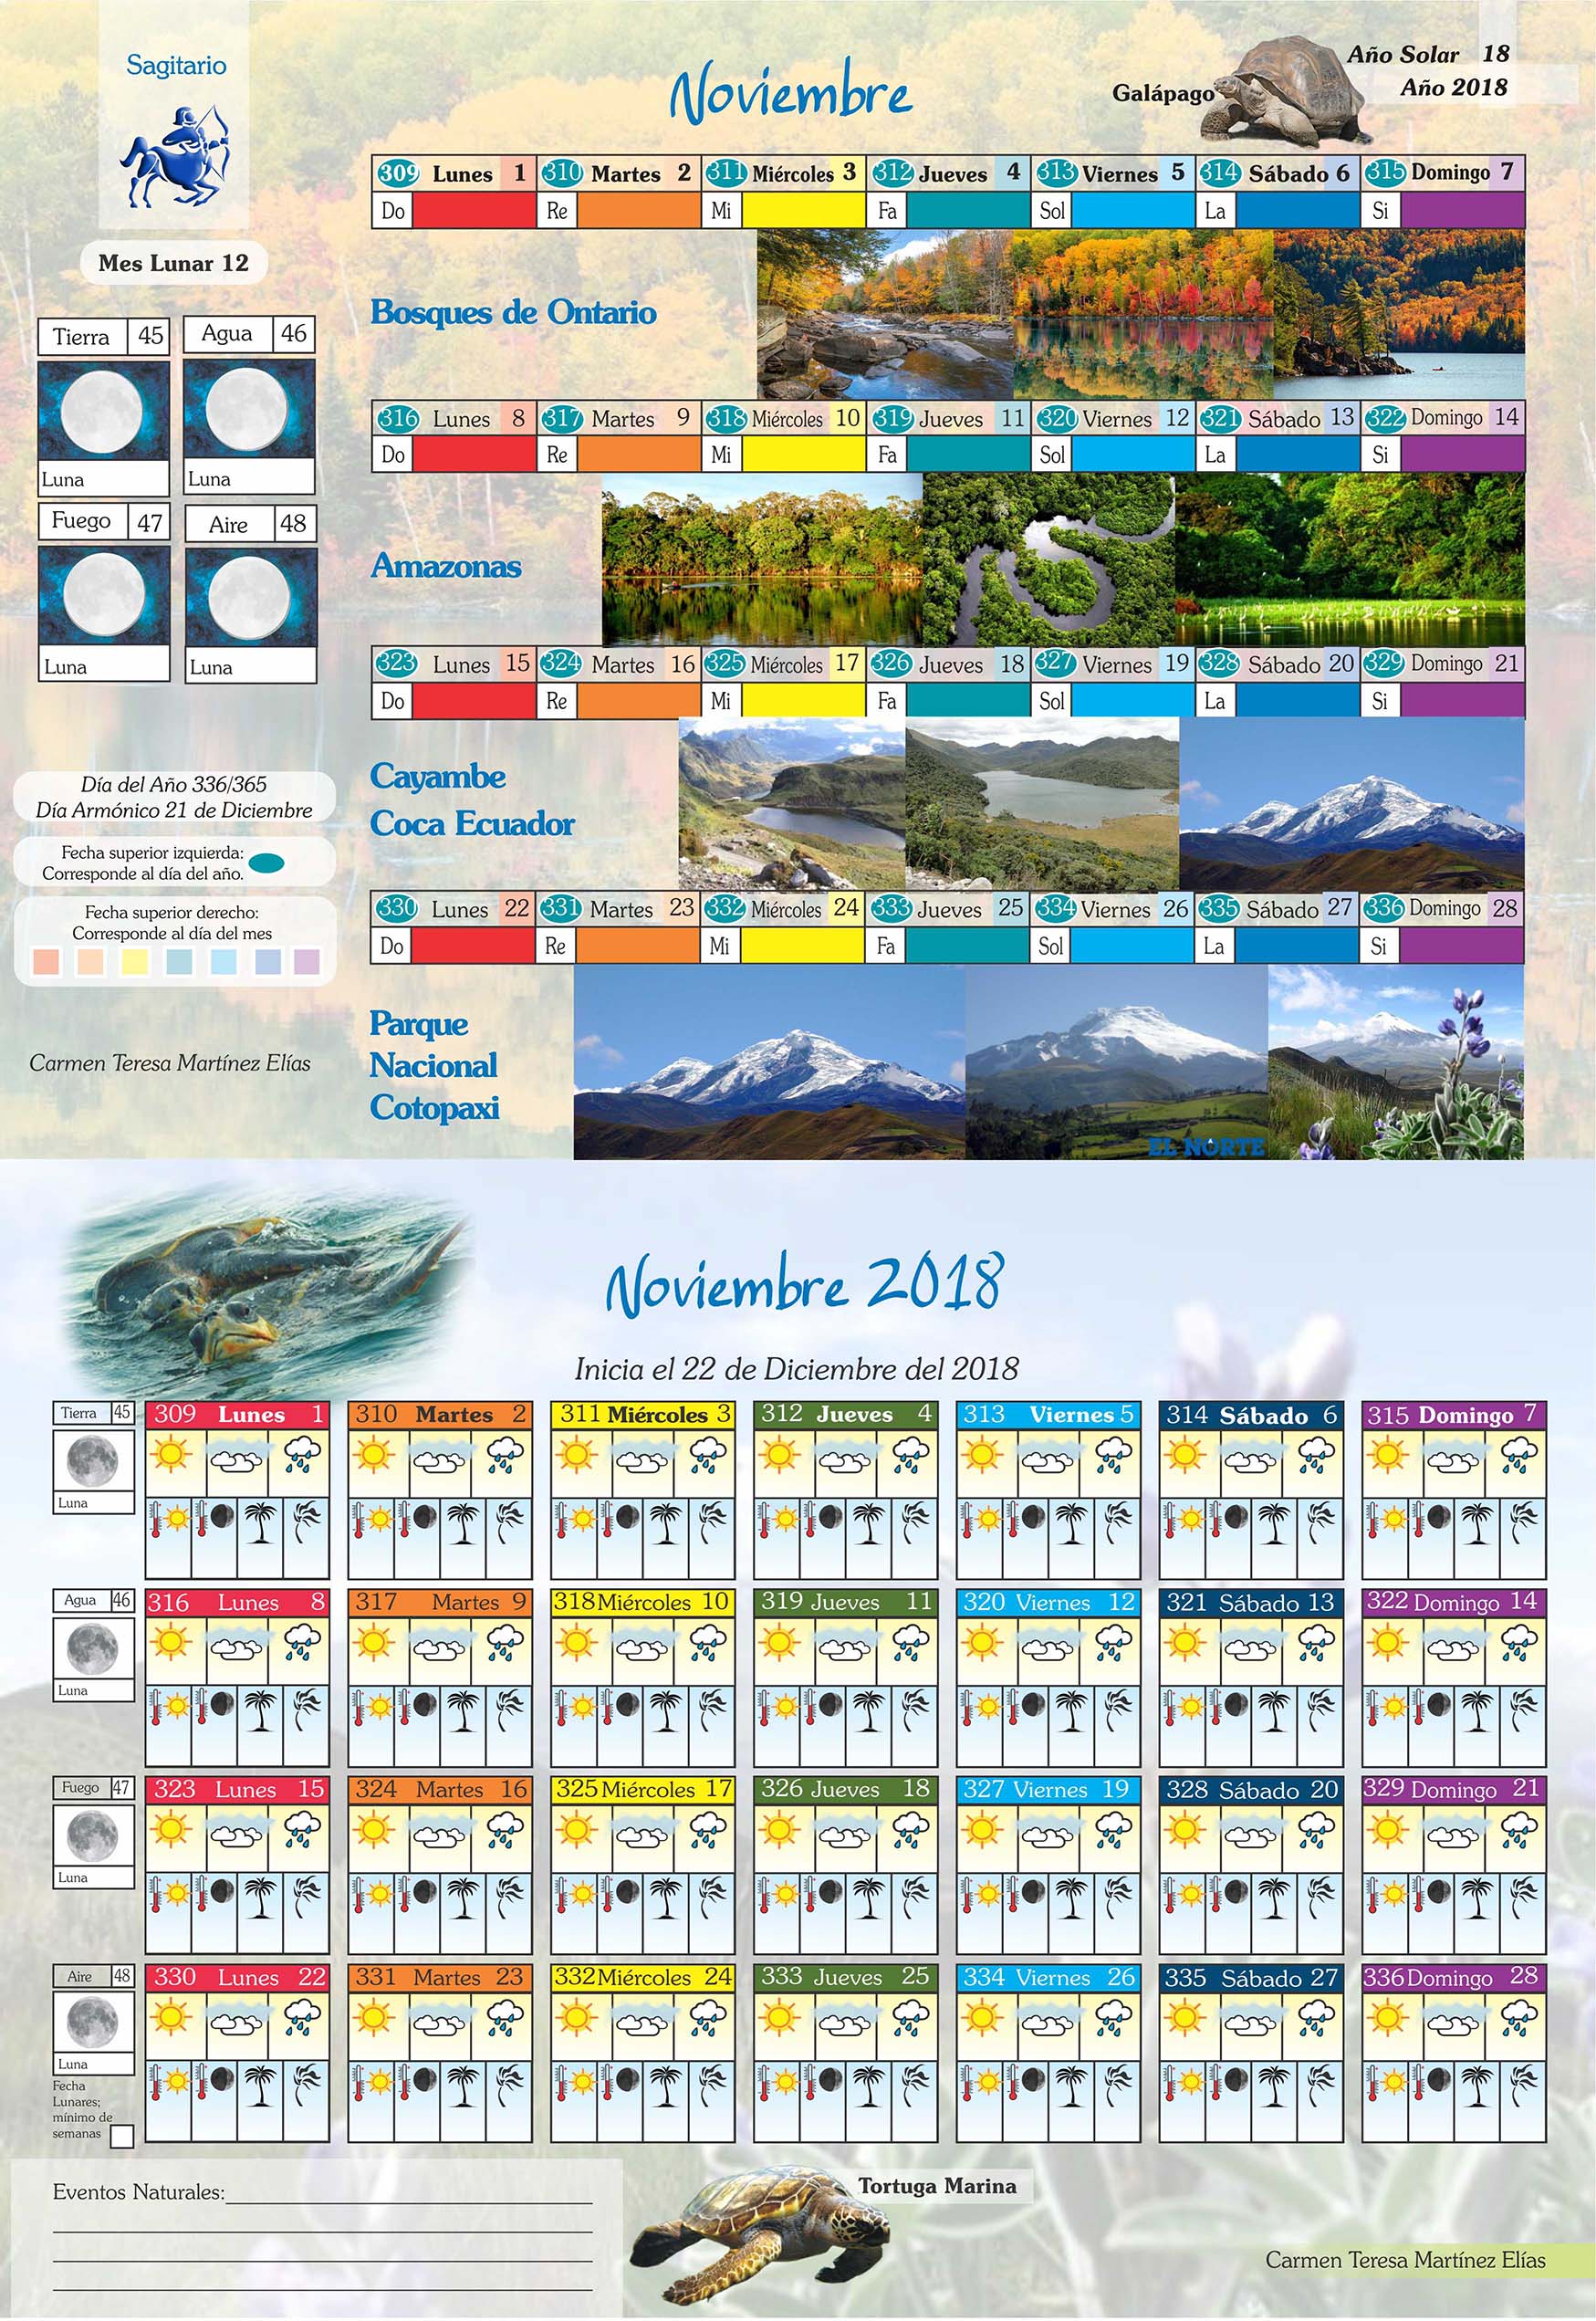 Sagitario
Noviembre
Galápago
Año Solar 18
Año 2018
Mes Lunar 12
309 Lunes 1 310 Martes 2 311 Miércoles 3 312 Jueves 4 313 Viernes 5 314 Sábado 6 315 Domingo 7
Do Re Mi Fa Sol La Si
Bosques de Ontario
Tierra 45 Agua 46
Luna Luna
Fuego 47 Aire 48
Luna Luna
316 Lunes 8 317 Martes 9 318 Miércoles 10 319 Jueves 11 320 Viernes 12 321 Sábado 13 322 Domingo 14
Do Re Mi Fa Sol La Si
Amazonas
323 Lunes 15 324 Martes 16 325 Miércoles 17 326 Jueves 18 327 Viernes 19 328 Sábado 20 329 Domingo 21
Do Re Mi Fa Sol La Si
Cayambe
Coca Ecuador
Día del Año 336/365
Día Armónico 21 de Diciembre
Fecha superior izquierda:
Corresponde al día del año.
Fecha superior derecho:
Corresponde al día del mes
330 Lunes 22 331 Martes 23 332 Miércoles 24 333 Jueves 25 334 Viernes 26 335 Sábado 27 336 Domingo 28
Do Re Mi Fa Sol La Si
Parque
Nacional
Cotopaxi
EL NORTE
Carmen Teresa Martínez Elías
Noviembre 2018
Inicia el 22 de Diciembre del 2018
Tierra 45 309 Lunes 1 310 Martes 2 311 Miércoles 3 312 Jueves 4 313 Viernes 5 314 Sábado 6 315 Domingo 7
Luna
Agua 46 316 Lunes 8 317 Martes 9 318 Miércoles 10 319 Jueves 11 320 Viernes 12 321 Sábado 13 322 Domingo 14
Luna
Fuego 47 323 Lunes 15 324 Martes 16 325 Miércoles 17 326 Jueves 18 327 Viernes 19 328 Sábado 20 329 Domingo 21
Luna
Aire 48 330 Lunes 22 331 Martes 23 332 Miércoles 24 333 Jueves 25 334 Viernes 26 335 Sábado 27 336 Domingo 28
Luna
Fecha
Lunares;
mínimo de
semanas
Eventos Naturales:
Tortuga Marina
Carmen Teresa Martínez Elías